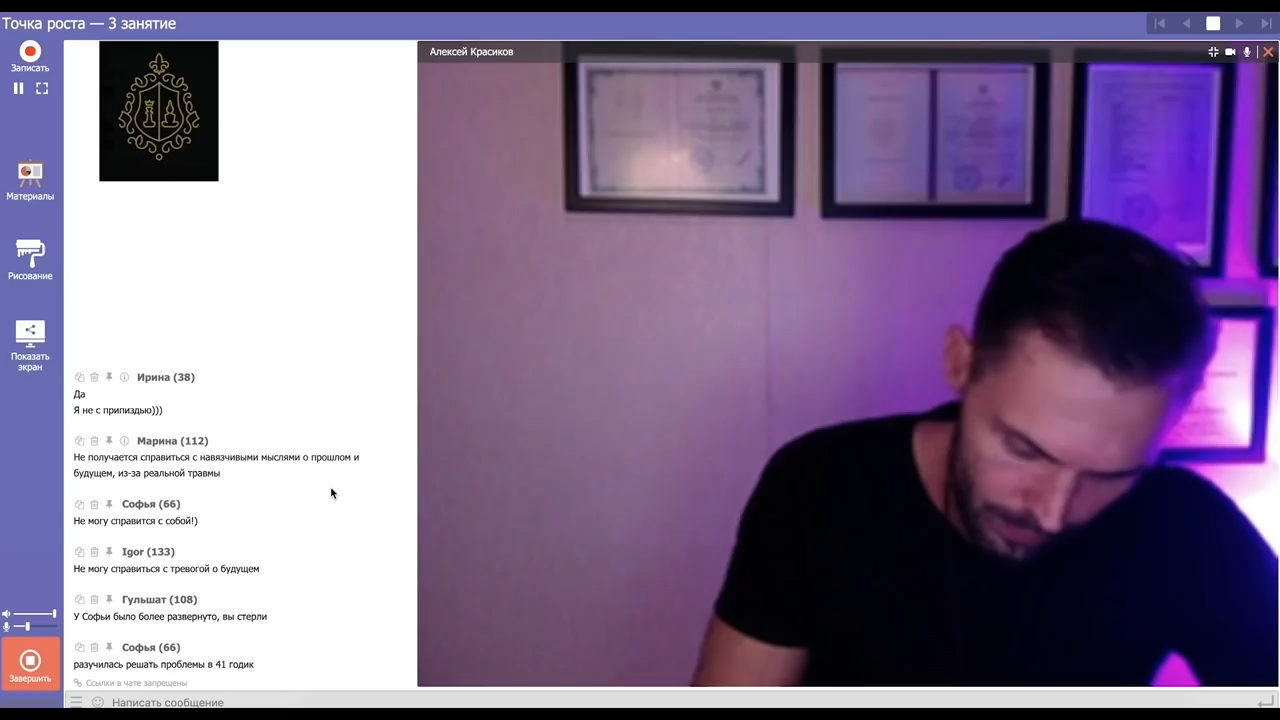 Точка роста — 3 занятие
Записать
Материалы
Рисование
Показать
экран
Завершить
Алексей Красиков
Ирина (38)
Да
Я не с припиздью)))
Марина (112)
Не получается справиться с навязчивыми мыслями о прошлом и
будущем, из-за реальной травмы
Софья (66)
Не могу справится с собой!)
Igor (133)
Не могу справиться с тревогой о будущем
Гульшат (108)
У Софьи было более развернуто, вы стерли
Софья (66)
разучилась решать проблемы в 41 годик
Ссылки в чате запрещены
Написать сообщение